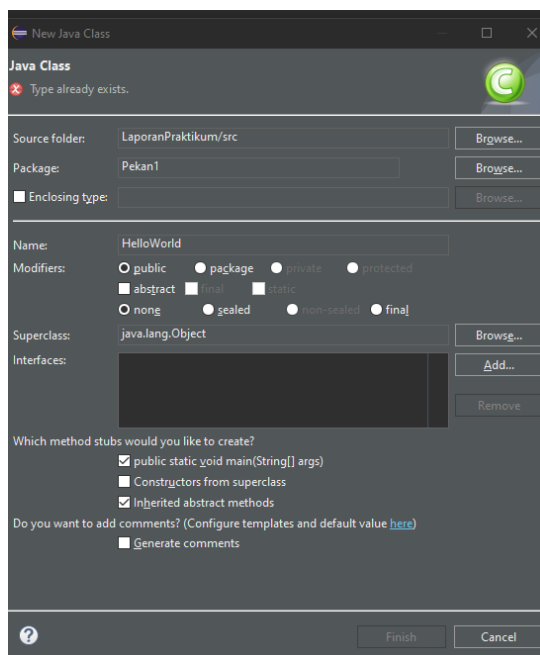 New Java Class
Java Class
Type already exists.
Source folder: LaporanPraktikum/src Browse...
Package: Pekan1 Browse...
Enclosing type: Browse...
Name: HelloWorld
Modifiers: public package private protected
abstract final static
none sealed non-sealed final
Superclass: java.lang.Object Browse...
Interfaces: Add...
Remove
Which method stubs would you like to create?
public static void main(String[] args)
Constructors from superclass
Inherited abstract methods
Do you want to add comments? (Configure templates and default value here)
Generate comments
Finish Cancel